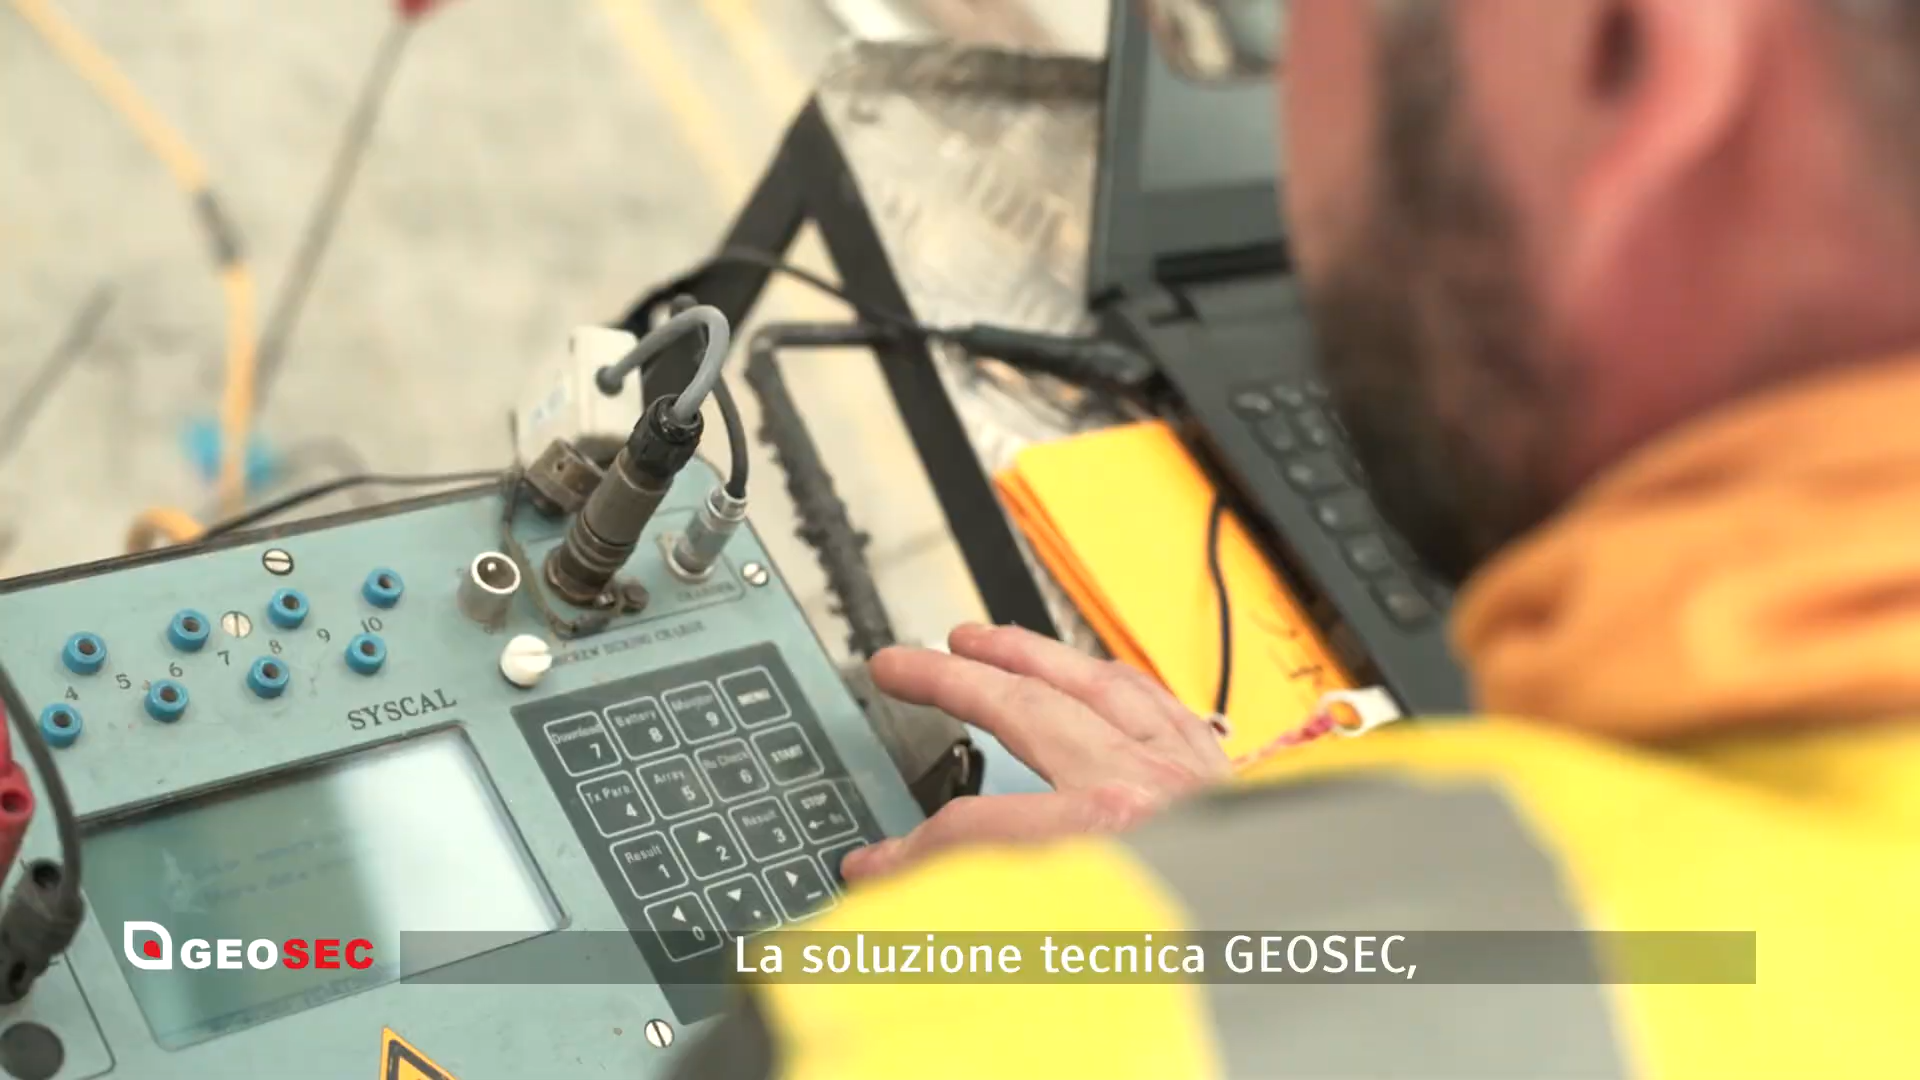 4 5 6 7 8 9 10
SYSCAL
CHARGER
Download 7
Battery 8
Monitor 9
MENU
Tx Para. 4
Array 5
Rs Check 6
START
Result 1
2
Result 3
STOP
0
GEOSEC
La soluzione tecnica GEOSEC,